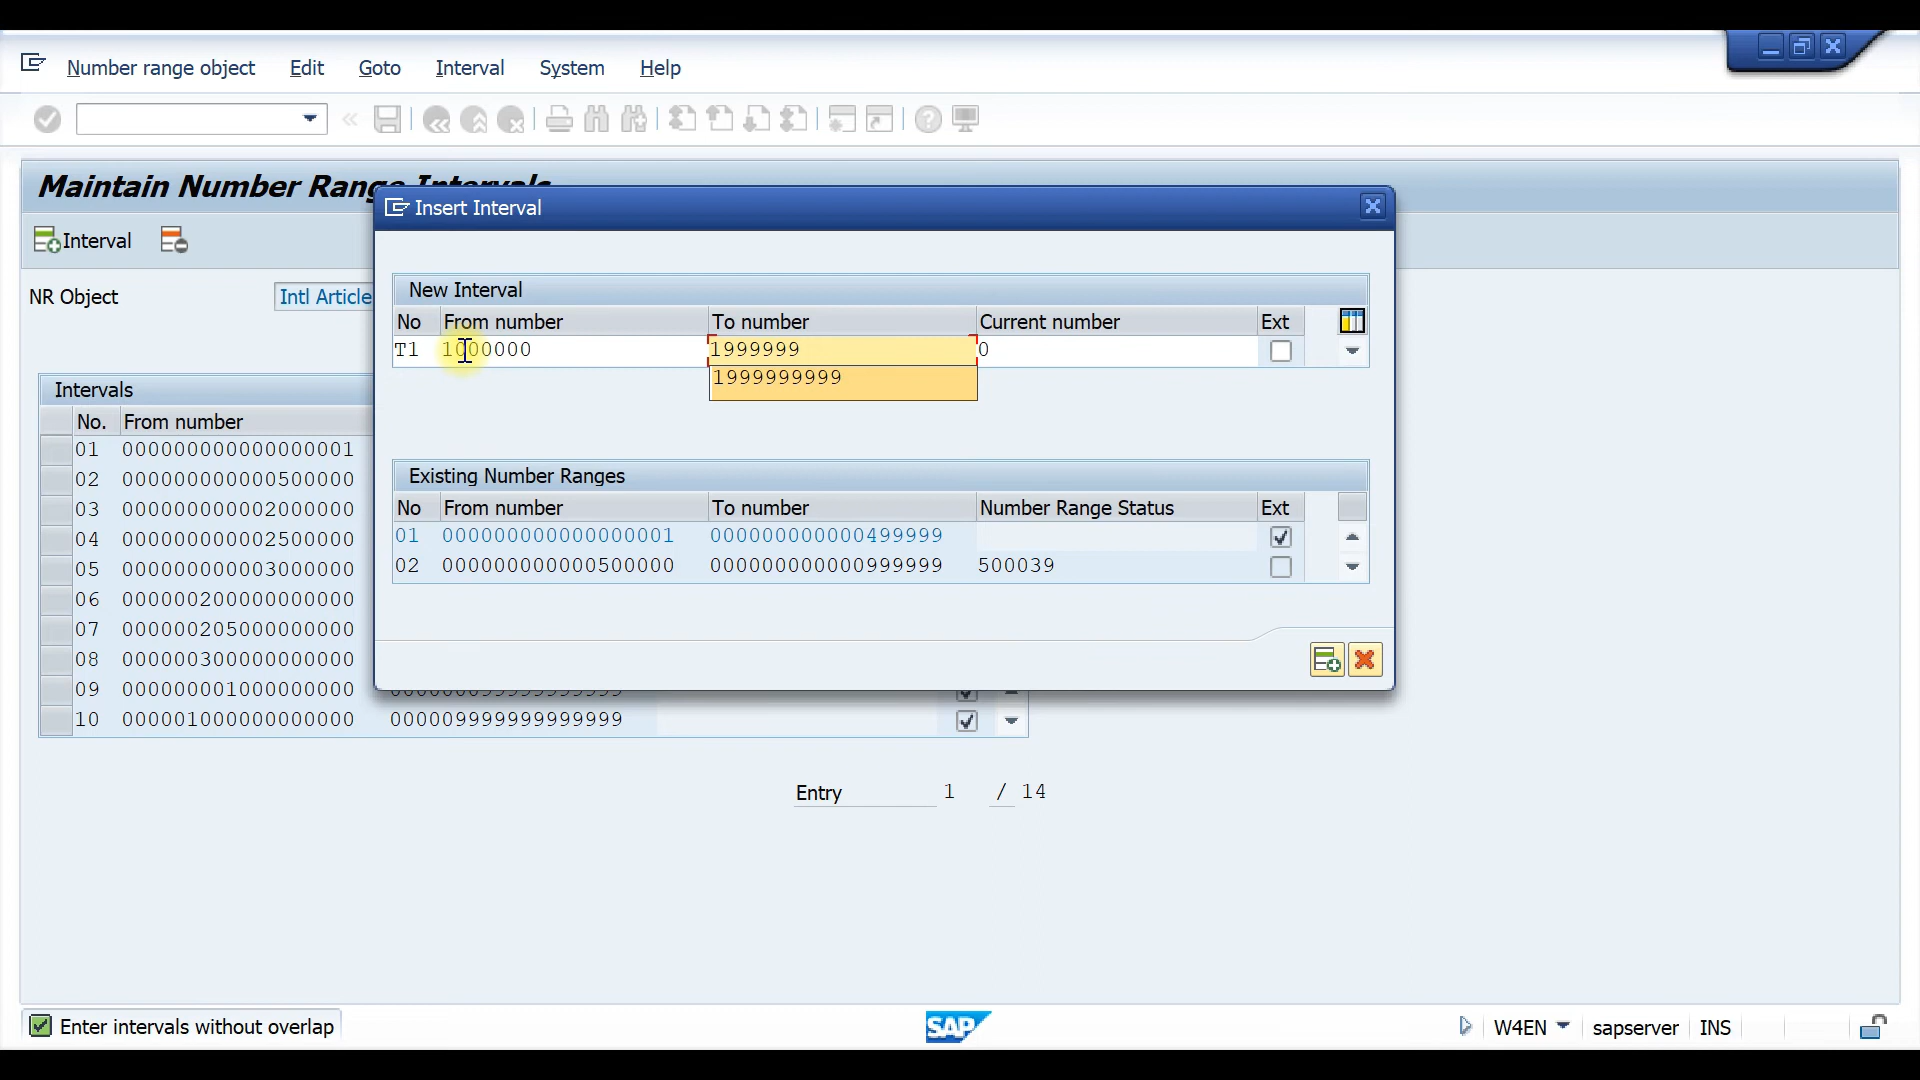 Number range object Edit Goto Interval System Help
Maintain Number Range Intervals
Insert Interval
Interval
NR Object Intl Article
New Interval
No From number To number Current number Ext
T1 1000000 1999999 0
1999999999
Intervals
No. From number
01 000000000000000001
02 000000000000500000
03 000000000002000000
04 000000000002500000
05 000000000003000000
06 000000200000000000
07 000000205000000000
08 000000300000000000
09 000000001000000000
10 000001000000000000 000009999999999999
Existing Number Ranges
No From number To number Number Range Status Ext
01 000000000000000001 000000000000499999
02 000000000000500000 000000000000999999 500039
Entry 1 / 14
Enter intervals without overlap
SAP
W4EN sapserver INS